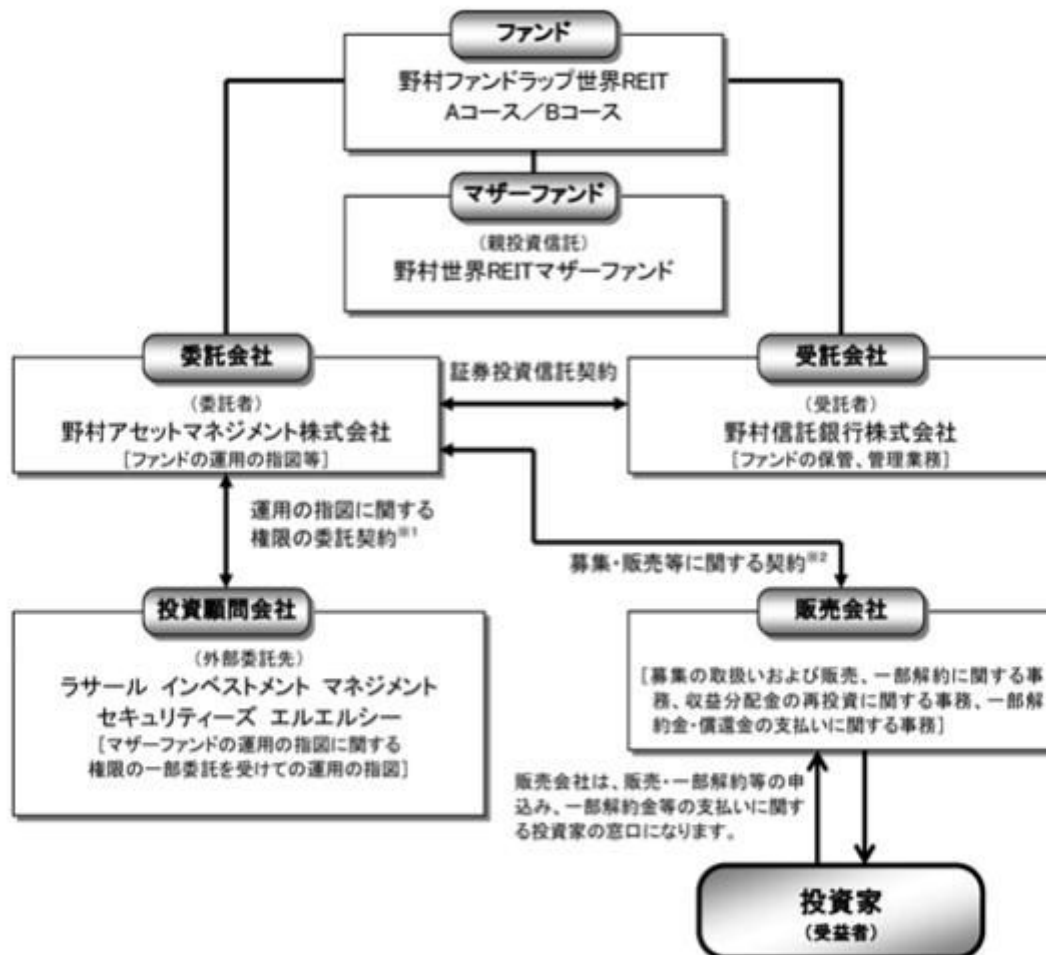 ファンド
野村ファンドラップ世界REIT
Aコース／Bコース
マザーファンド
（親投資信託）
野村世界REITマザーファンド
委託会社
（委託者）
野村アセットマネジメント株式会社
［ファンドの運用の指図等］
証券投資信託契約
受託会社
（受託者）
野村信託銀行株式会社
［ファンドの保管、管理業務］
運用の指図に関する
権限の委託契約※1
募集・販売等に関する契約※2
投資顧問会社
（外部委託先）
ラサール インベストメント マネジメント
セキュリティーズ エルエルシー
［マザーファンドの運用の指図に関する
権限の一部委託を受けての運用の指図］
販売会社
［募集の取扱いおよび販売、一部解約に関する事
務、収益分配金の再投資に関する事務、一部解
約金・償還金の支払いに関する事務］
販売会社は、販売・一部解約等の申
込み、一部解約金等の支払いに関す
る投資家の窓口になります。
投資家
（受益者）